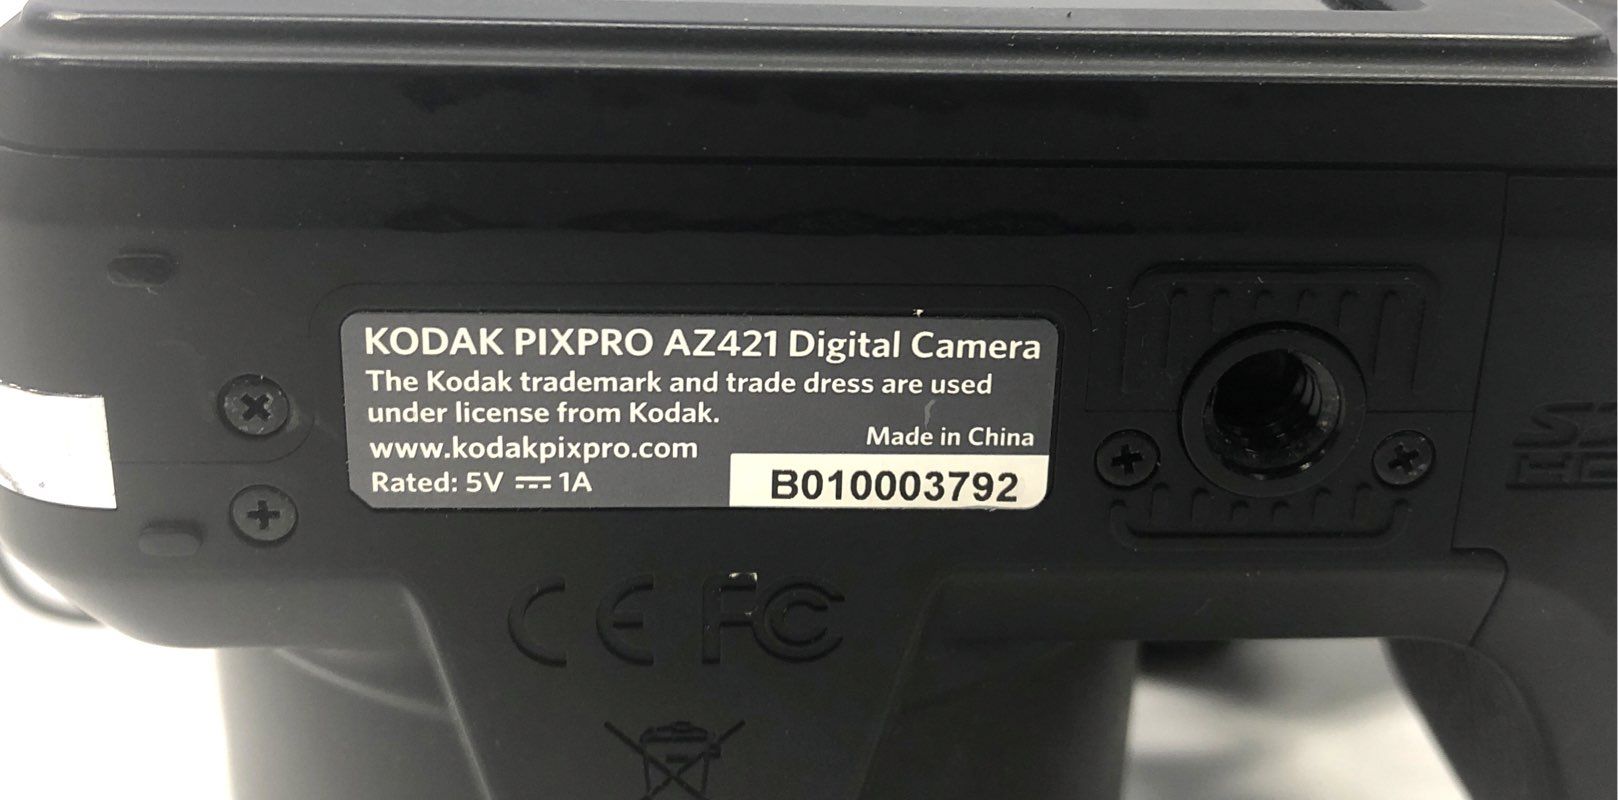 KODAK PIXPRO AZ421 Digital Camera
The Kodak trademark and trade dress are used
under license from Kodak.
Made in China
www.kodakpixpro.com
Rated: 5V ⎓ 1A
B010003792
CE FC